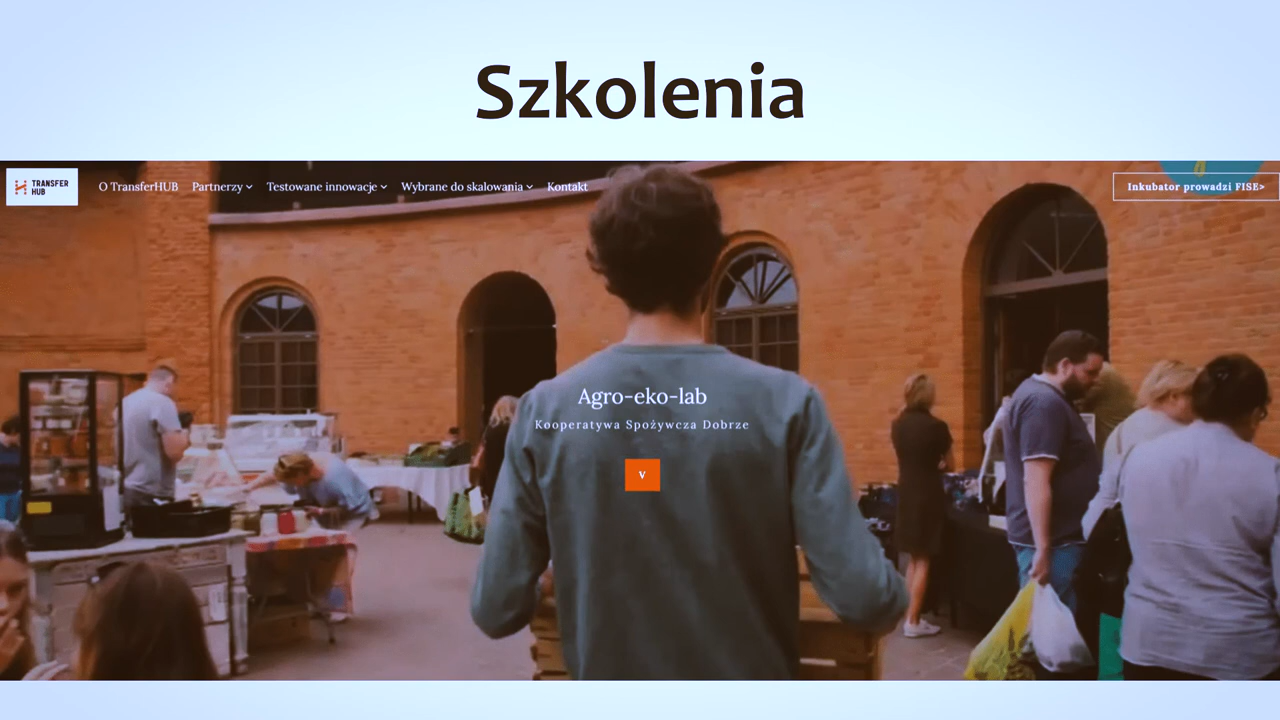 Szkolenia
TRANSFER
HUB
O TransferHUB Partnerzy Testowane innowacje Wybrane do skalowania Kontakt
Inkubator prowadzi FISE>
Agro-eko-lab
Kooperatywa Spożywcza Dobrze
V